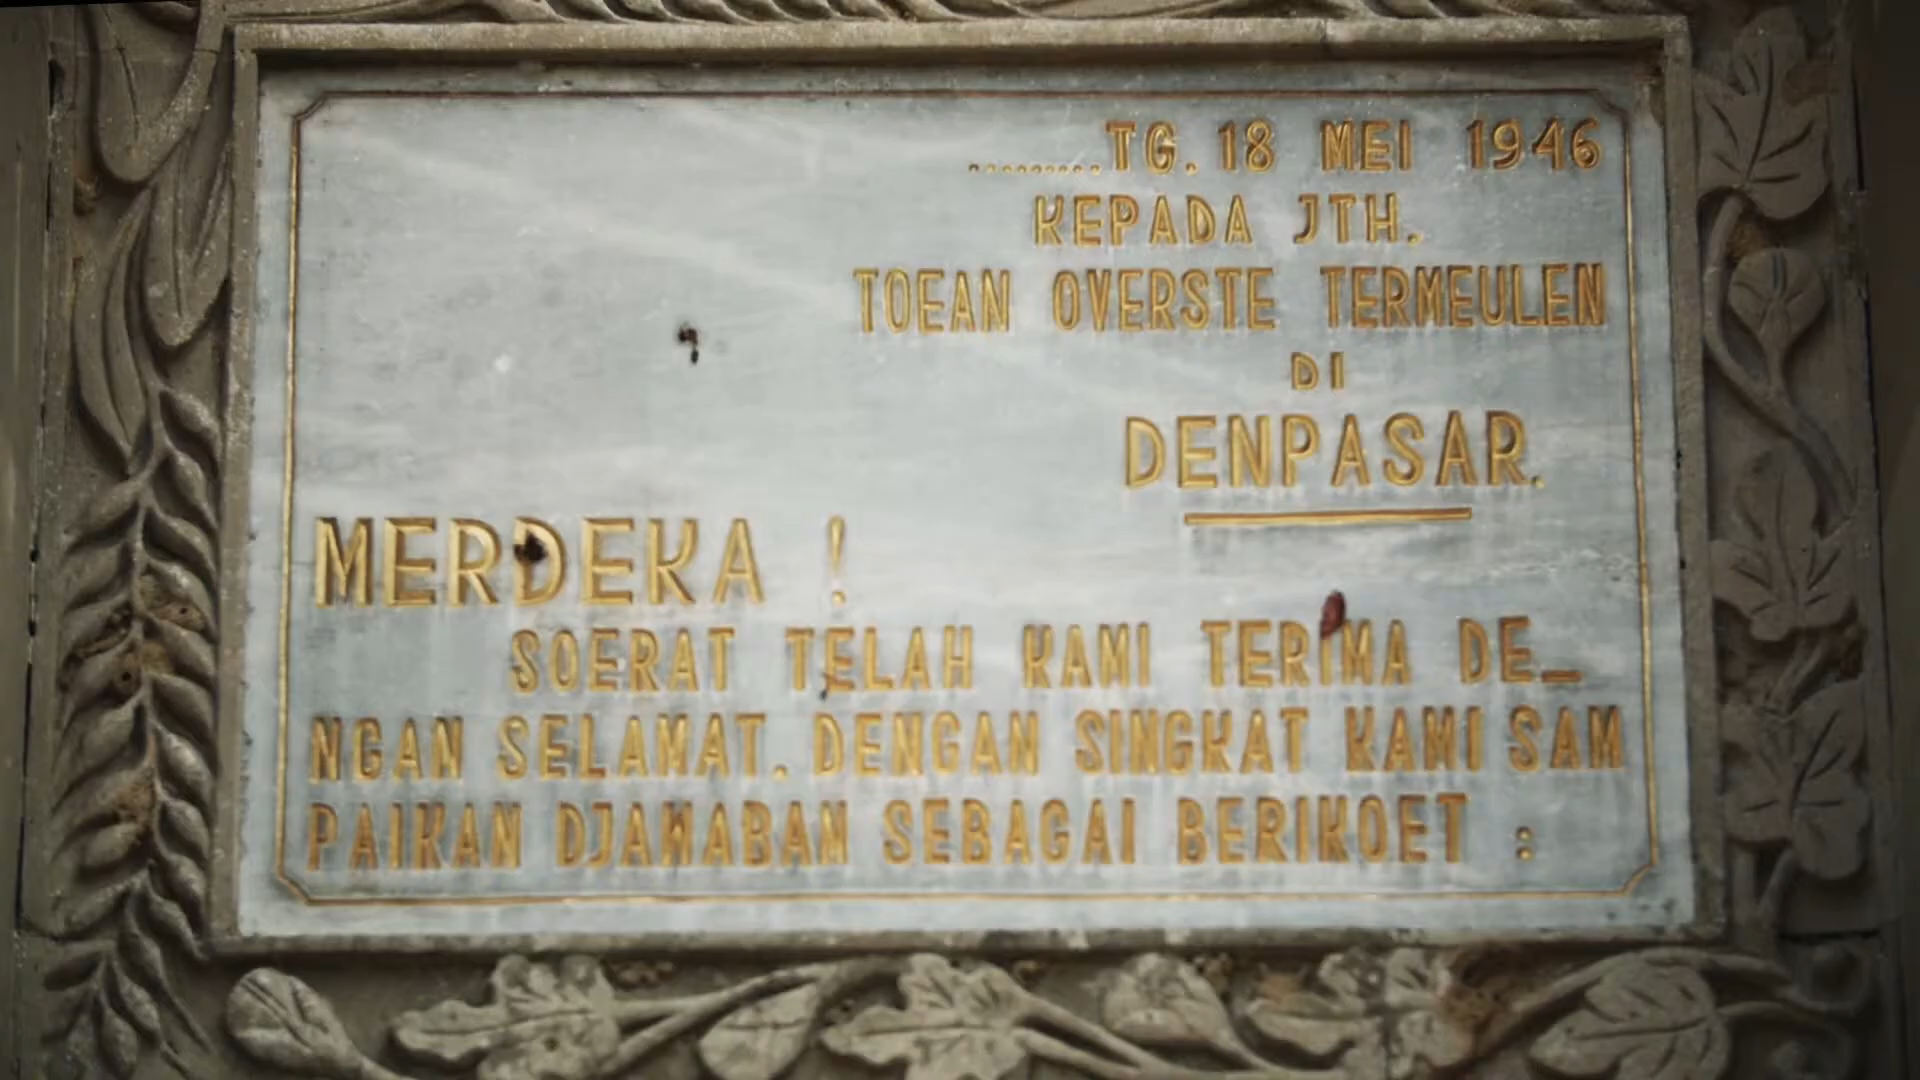 .........TG. 18 MEI 1946
KEPADA JTH.
TOEAN OVERSTE TERMEULEN
DI
DENPASAR.
MERDEKA !
SOERAT TELAH KAMI TERIMA DE_
NGAN SELAMAT. DENGAN SINGKAT KAMI SAM
PAIKAN DJAWABAN SEBAGAI BERIKOET :